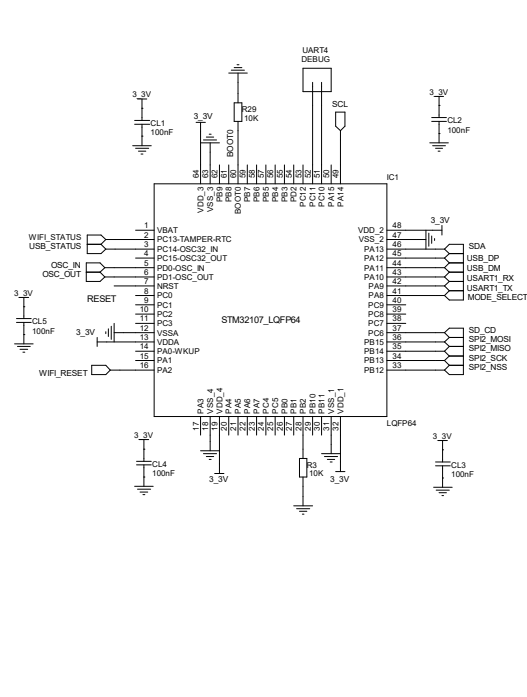 UART4
DEBUG
3_3V
CL1
100nF
3_3V
R29
10K
BOOT0
SCL
3_3V
CL2
100nF
64 63 62 61 60 59 58 57 56 55 54 53 52 51 50 49
IC1
VDD_3
VSS_3
PB9
PB8
BOOT0
PB7
PB6
PB5
PB4
PB3
PD2
PC12
PC11
PC10
PA15
PA14
WIFI_STATUS
USB_STATUS
OSC_IN
OSC_OUT
RESET
3_3V
CL5
100nF
3_3V
WIFI_RESET
1 VBAT
2 PC13-TAMPER-RTC
3 PC14-OSC32_IN
4 PC15-OSC32_OUT
5 PD0-OSC_IN
6 PD1-OSC_OUT
7 NRST
8 PC0
9 PC1
10 PC2
11 PC3
12 VSSA
13 VDDA
14 PA0-WKUP
15 PA1
16 PA2
STM32107_LQFP64
VDD_2 48
VSS_2 47
PA13 46
PA12 45
PA11 44
PA10 43
PA9 42
PA8 41
PC9 40
PC8 39
PC7 38
PC6 37
PB15 36
PB14 35
PB13 34
PB12 33
3_3V
SDA
USB_DP
USB_DM
USART1_RX
USART1_TX
MODE_SELECT
SD_CD
SPI2_MOSI
SPI2_MISO
SPI2_SCK
SPI2_NSS
PA3
VSS_4
VDD_4
PA4
PA5
PA6
PA7
PC4
PC5
PB0
PB1
PB2
PB10
PB11
VSS_1
VDD_1
17 18 19 20 21 22 23 24 25 26 27 28 29 30 31 32
LQFP64
3_3V
CL4
100nF
3_3V
R3
10K
3_3V
3_3V
CL3
100nF